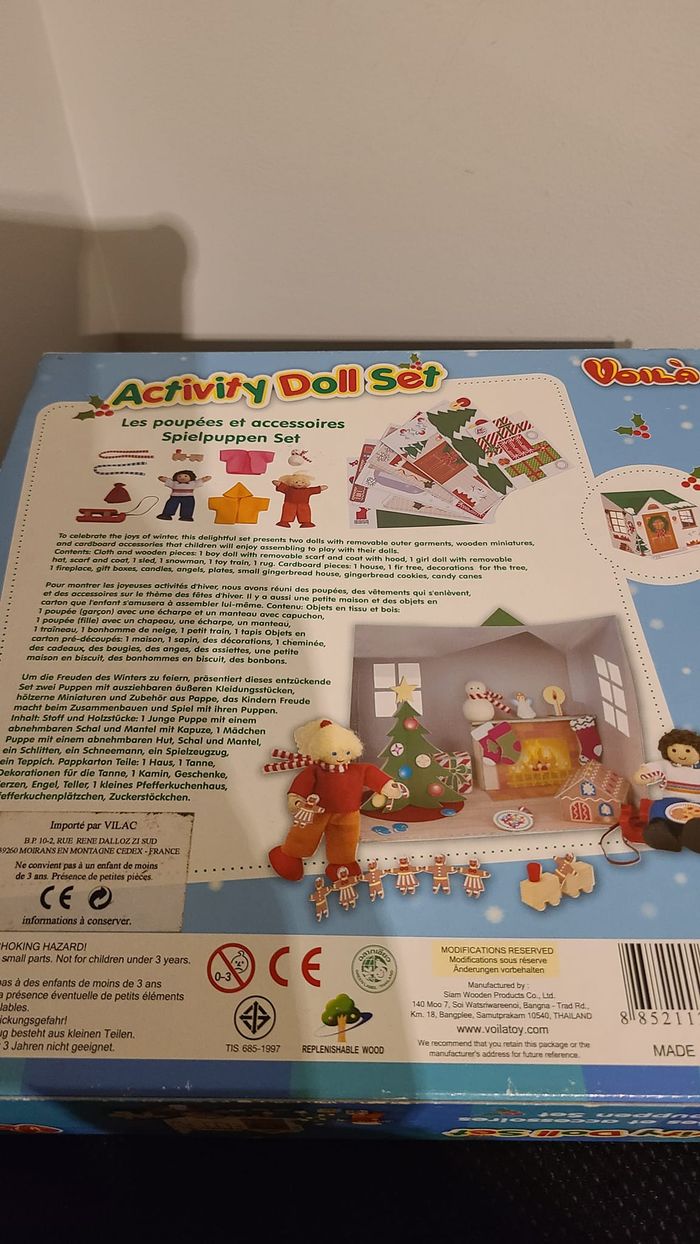 Activity Doll Set
VOILÀ
Les poupées et accessoires
Spielpuppen Set
To celebrate the joys of winter, this delightful set presents two dolls with removable outer garments, wooden miniatures,
and cardboard accessories that children will enjoy assembling to play with their dolls.
Contents: Cloth and wooden pieces: 1 boy doll with removable scarf and coat with hood, 1 girl doll with removable
hat, scarf and coat, 1 sled, 1 snowman, 1 toy train, 1 rug. Cardboard pieces: 1 house, 1 fir tree, decorations for the tree,
1 fireplace, gift boxes, candles, angels, plates, small gingerbread house, gingerbread cookies, candy canes
Pour montrer les joyeuses activités d'hiver, nous avons réuni des poupées, des vêtements qui s'enlèvent,
et des accessoires sur le thème des fêtes d'hiver. Il y a aussi une petite maison et des objets en
carton que l'enfant s'amusera à assembler lui-même. Contenu: Objets en tissu et bois:
1 poupée (garçon) avec une écharpe et un manteau avec capuchon,
1 poupée (fille) avec un chapeau, une écharpe, un manteau,
1 traîneau, 1 bonhomme de neige, 1 petit train, 1 tapis Objets en
carton pré-découpés: 1 maison, 1 sapin, des décorations, 1 cheminée,
des cadeaux, des bougies, des anges, des assiettes, une petite
maison en biscuit, des bonhommes en biscuit, des bonbons.
Um die Freuden des Winters zu feiern, präsentiert dieses entzückende
Set zwei Puppen mit ausziehbaren äußeren Kleidungsstücken,
hölzerne Miniaturen und Zubehör aus Pappe, das Kindern Freude
macht beim Zusammenbauen und Spiel mit ihren Puppen.
Inhalt: Stoff und Holzstücke: 1 Junge Puppe mit einem
abnehmbaren Schal und Mantel mit Kapuze, 1 Mädchen
Puppe mit einem abnehmbaren Hut, Schal und Mantel,
ein Schlitten, ein Schneemann, ein Spielzeugzug,
ein Teppich. Pappkarton Teile: 1 Haus, 1 Tanne,
Dekorationen für die Tanne, 1 Kamin, Geschenke,
erzen, Engel, Teller, 1 kleines Pfefferkuchenhaus,
fefferkuchenplätzchen, Zuckerstöckchen.
Importé par VILAC
B.P. 10-2, RUE RENE DALLOZ ZI SUD
39260 MOIRANS EN MONTAGNE CEDEX - FRANCE
Ne convient pas à un enfant de moins
de 3 ans. Présence de petites pièces.
CE
informations à conserver.
HOKING HAZARD!
small parts. Not for children under 3 years.
pas à des enfants de moins de 3 ans
a présence éventuelle de petits éléments
lables.
ickungsgefahr!
ug besteht aus kleinen Teilen.
3 Jahren nicht geeignet.
0-3
CE
TIS 685-1997
REPLENISHABLE WOOD
MODIFICATIONS RESERVED
Modifications sous réserve
Änderungen vorbehalten
Manufactured by :
Siam Wooden Products Co., Ltd.
140 Moo 7, Soi Watsriwareenoi, Bangna - Trad Rd.,
Km. 18, Bangplee, Samutprakarn 10540, THAILAND
www.voilatoy.com
We recommend that you retain this package or the
manufacturer's address for future reference.
8 85211
MADE